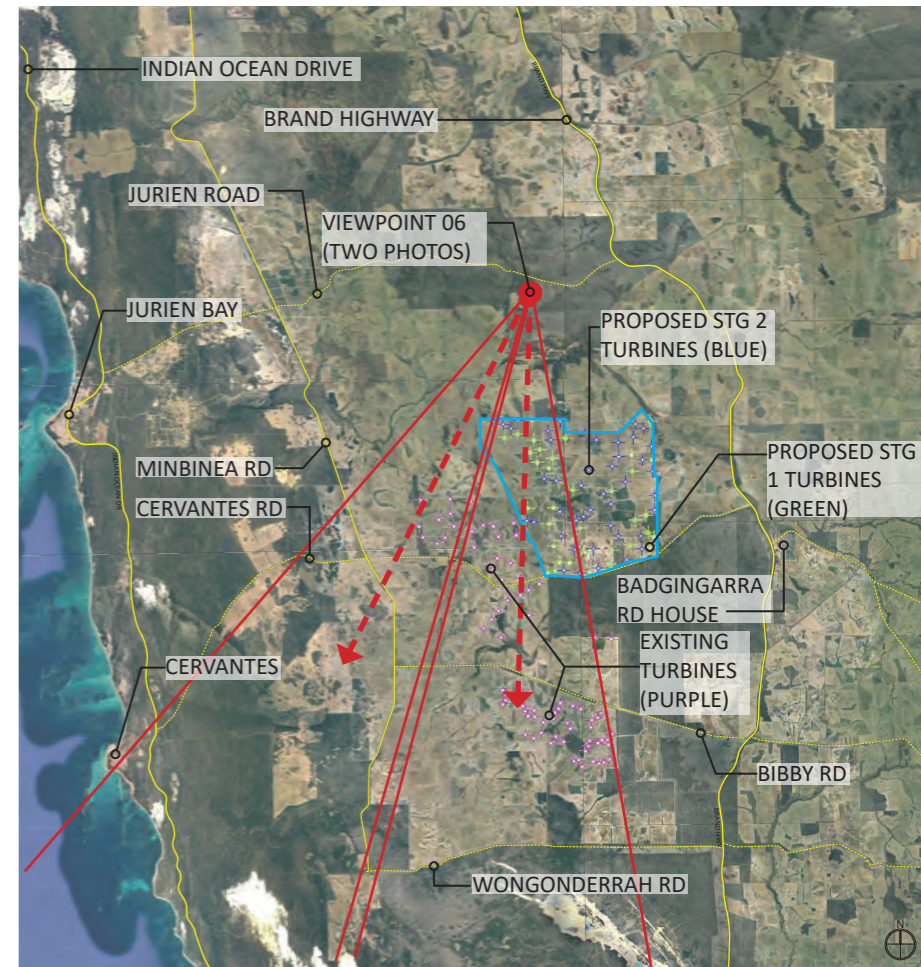 INDIAN OCEAN DRIVE
BRAND HIGHWAY
JURIEN ROAD
VIEWPOINT 06
(TWO PHOTOS)
JURIEN BAY
PROPOSED STG 2
TURBINES (BLUE)
MINBINEA RD
PROPOSED STG
1 TURBINES
(GREEN)
CERVANTES RD
BADGINGARRA
RD HOUSE
EXISTING
TURBINES
(PURPLE)
CERVANTES
BIBBY RD
WONGONDERRAH RD
N